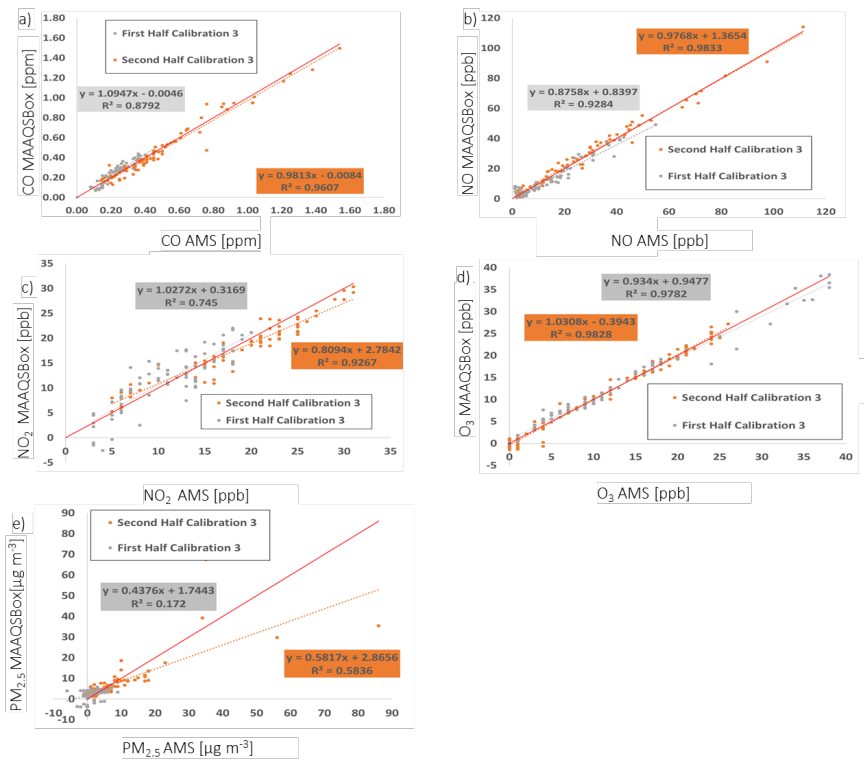 a)
CO MAAQSBox [ppm]
1.80
1.60
1.40
1.20
1.00
0.80
0.60
0.40
0.20
0.00
First Half Calibration 3
Second Half Calibration 3
y = 1.0947x - 0.0046
R² = 0.8792
y = 0.9813x - 0.0084
R² = 0.9607
0.00 0.20 0.40 0.60 0.80 1.00 1.20 1.40 1.60 1.80
CO AMS [ppm]
b)
NO MAAQSBox [ppb]
120
100
80
60
40
20
0
y = 0.9768x + 1.3654
R² = 0.9833
y = 0.8758x + 0.8397
R² = 0.9284
Second Half Calibration 3
First Half Calibration 3
0 20 40 60 80 100 120
NO AMS [ppb]
c)
NO₂ MAAQSBox [ppb]
35
30
25
20
15
10
5
0
-5
y = 1.0272x + 0.3169
R² = 0.745
y = 0.8094x + 2.7842
R² = 0.9267
Second Half Calibration 3
First Half Calibration 3
0 5 10 15 20 25 30 35
NO₂ AMS [ppb]
d)
O₃ MAAQSBox [ppb]
40
35
30
25
20
15
10
5
0
-5
y = 0.934x + 0.9477
R² = 0.9782
y = 1.0308x - 0.3943
R² = 0.9828
Second Half Calibration 3
First Half Calibration 3
0 5 10 15 20 25 30 35 40
O₃ AMS [ppb]
e)
PM₂.₅ MAAQSBox[µg m⁻³]
90
80
70
60
50
40
30
20
10
0
-10
Second Half Calibration 3
First Half Calibration 3
y = 0.4376x + 1.7443
R² = 0.172
y = 0.5817x + 2.8656
R² = 0.5836
-10 0 10 20 30 40 50 60 70 80 90
PM₂.₅ AMS [µg m⁻³]